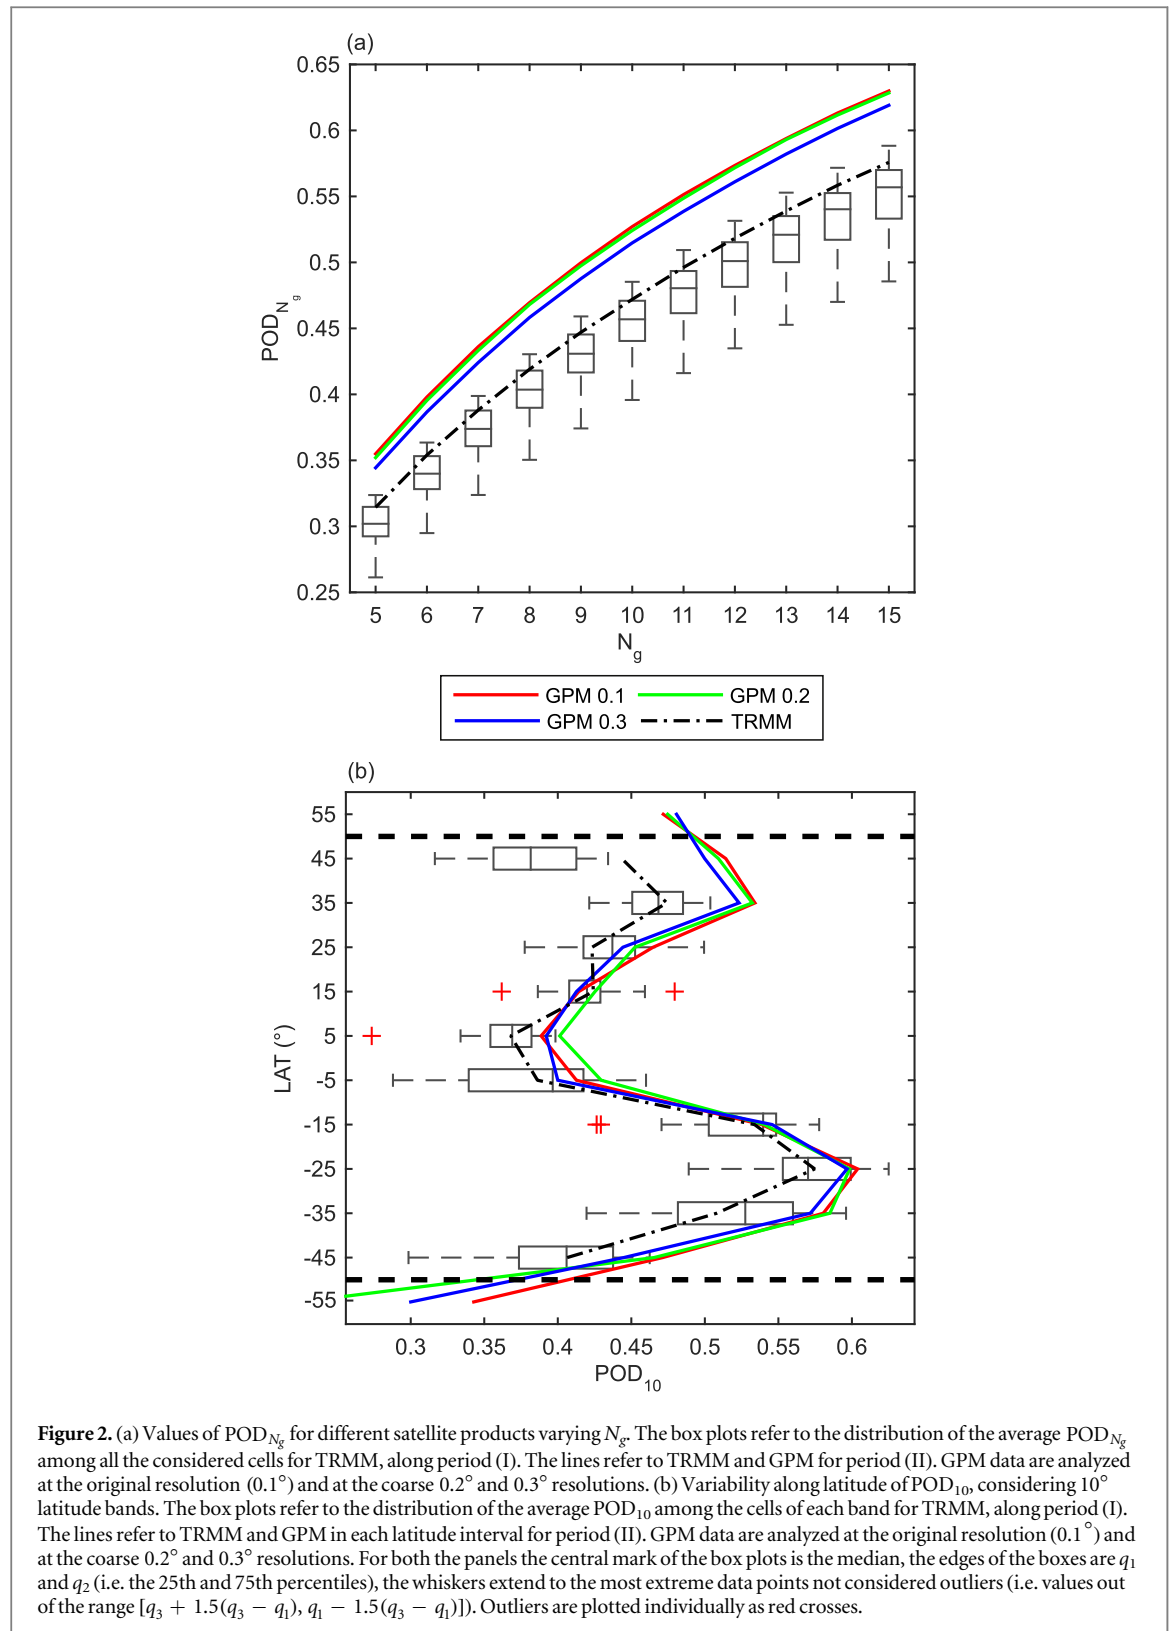 (a)
0.65
0.6
0.55
0.5
0.45
0.4
0.35
0.3
0.25
POD_{N_g}
5 6 7 8 9 10 11 12 13 14 15
N_g
GPM 0.1 GPM 0.2
GPM 0.3 TRMM
(b)
55
45
35
25
15
5
-5
-15
-25
-35
-45
-55
LAT (°)
0.3 0.35 0.4 0.45 0.5 0.55 0.6
POD_{10}
Figure 2. (a) Values of POD_{N_g} for different satellite products varying N_g. The box plots refer to the distribution of the average POD_{N_g}
among all the considered cells for TRMM, along period (I). The lines refer to TRMM and GPM for period (II). GPM data are analyzed
at the original resolution (0.1°) and at the coarse 0.2° and 0.3° resolutions. (b) Variability along latitude of POD_{10}, considering 10°
latitude bands. The box plots refer to the distribution of the average POD_{10} among the cells of each band for TRMM, along period (I).
The lines refer to TRMM and GPM in each latitude interval for period (II). GPM data are analyzed at the original resolution (0.1°) and
at the coarse 0.2° and 0.3° resolutions. For both the panels the central mark of the box plots is the median, the edges of the boxes are q_1
and q_2 (i.e. the 25th and 75th percentiles), the whiskers extend to the most extreme data points not considered outliers (i.e. values out
of the range [q_3 + 1.5(q_3 − q_1), q_1 − 1.5(q_3 − q_1)]). Outliers are plotted individually as red crosses.